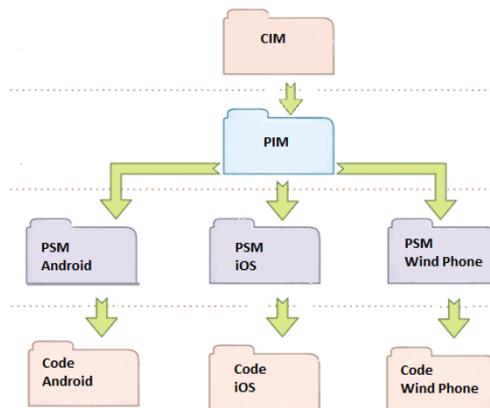 CIM
PIM
PSM
Android
PSM
iOS
PSM
Wind Phone
Code
Android
Code
iOS
Code
Wind Phone